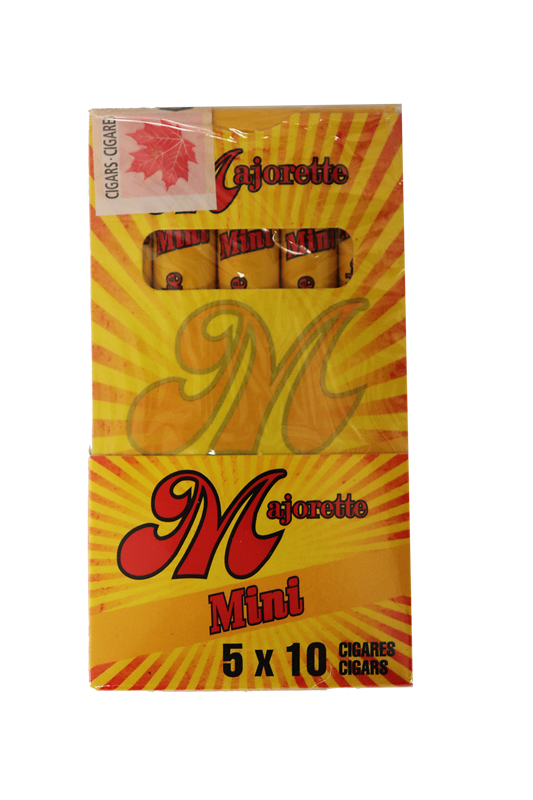 CIGARS-CIGARE
Majorette
Mini Mini Mini
M
Majorette
Mini
5 x 10 CIGARES
CIGARS